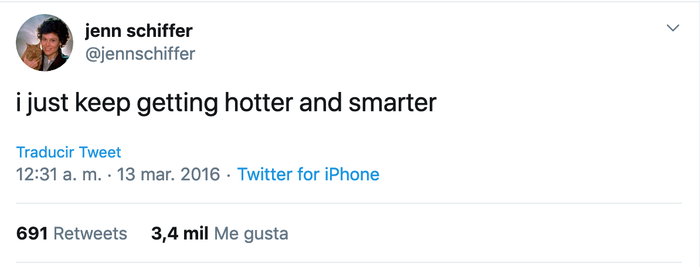 jenn schiffer
@jennschiffer
i just keep getting hotter and smarter
Traducir Tweet
12:31 a. m. · 13 mar. 2016 · Twitter for iPhone
691 Retweets 3,4 mil Me gusta